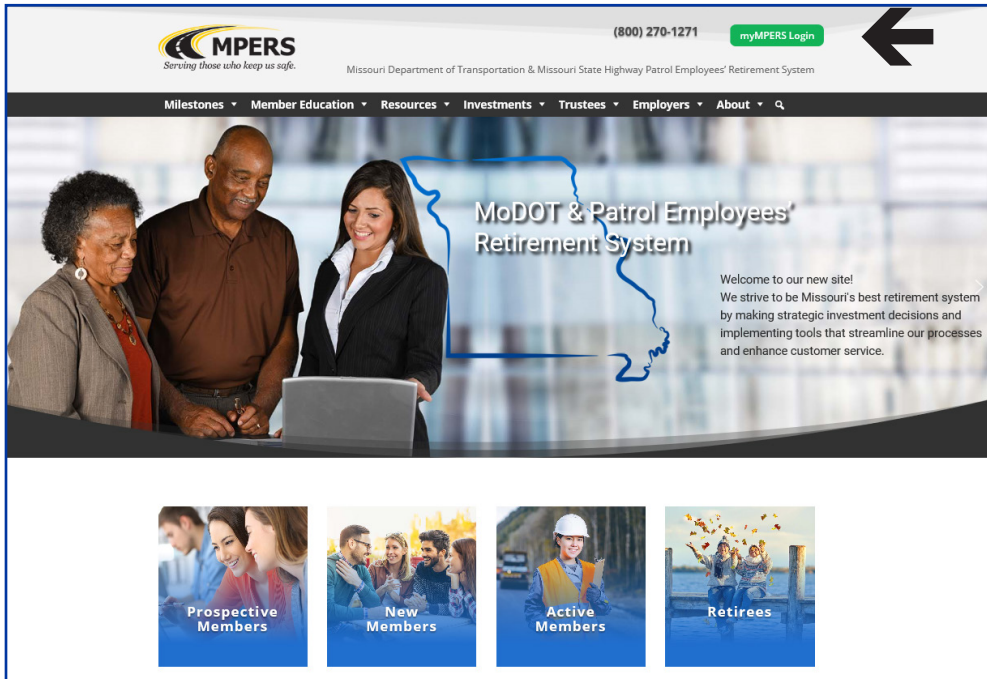 MPERS
Serving those who keep us safe.
(800) 270-1271
myMPERS Login
Missouri Department of Transportation & Missouri State Highway Patrol Employees' Retirement System
Milestones Member Education Resources Investments Trustees Employers About
MoDOT & Patrol Employees'
Retirement System
Welcome to our new site!
We strive to be Missouri's best retirement system
by making strategic investment decisions and
implementing tools that streamline our processes
and enhance customer service.
Prospective
Members
New
Members
Active
Members
Retirees